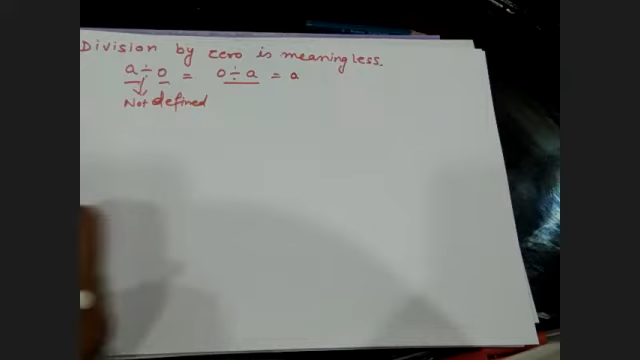 Division by zero is meaningless.
a ÷ 0 = 0 ÷ a = a
Not defined